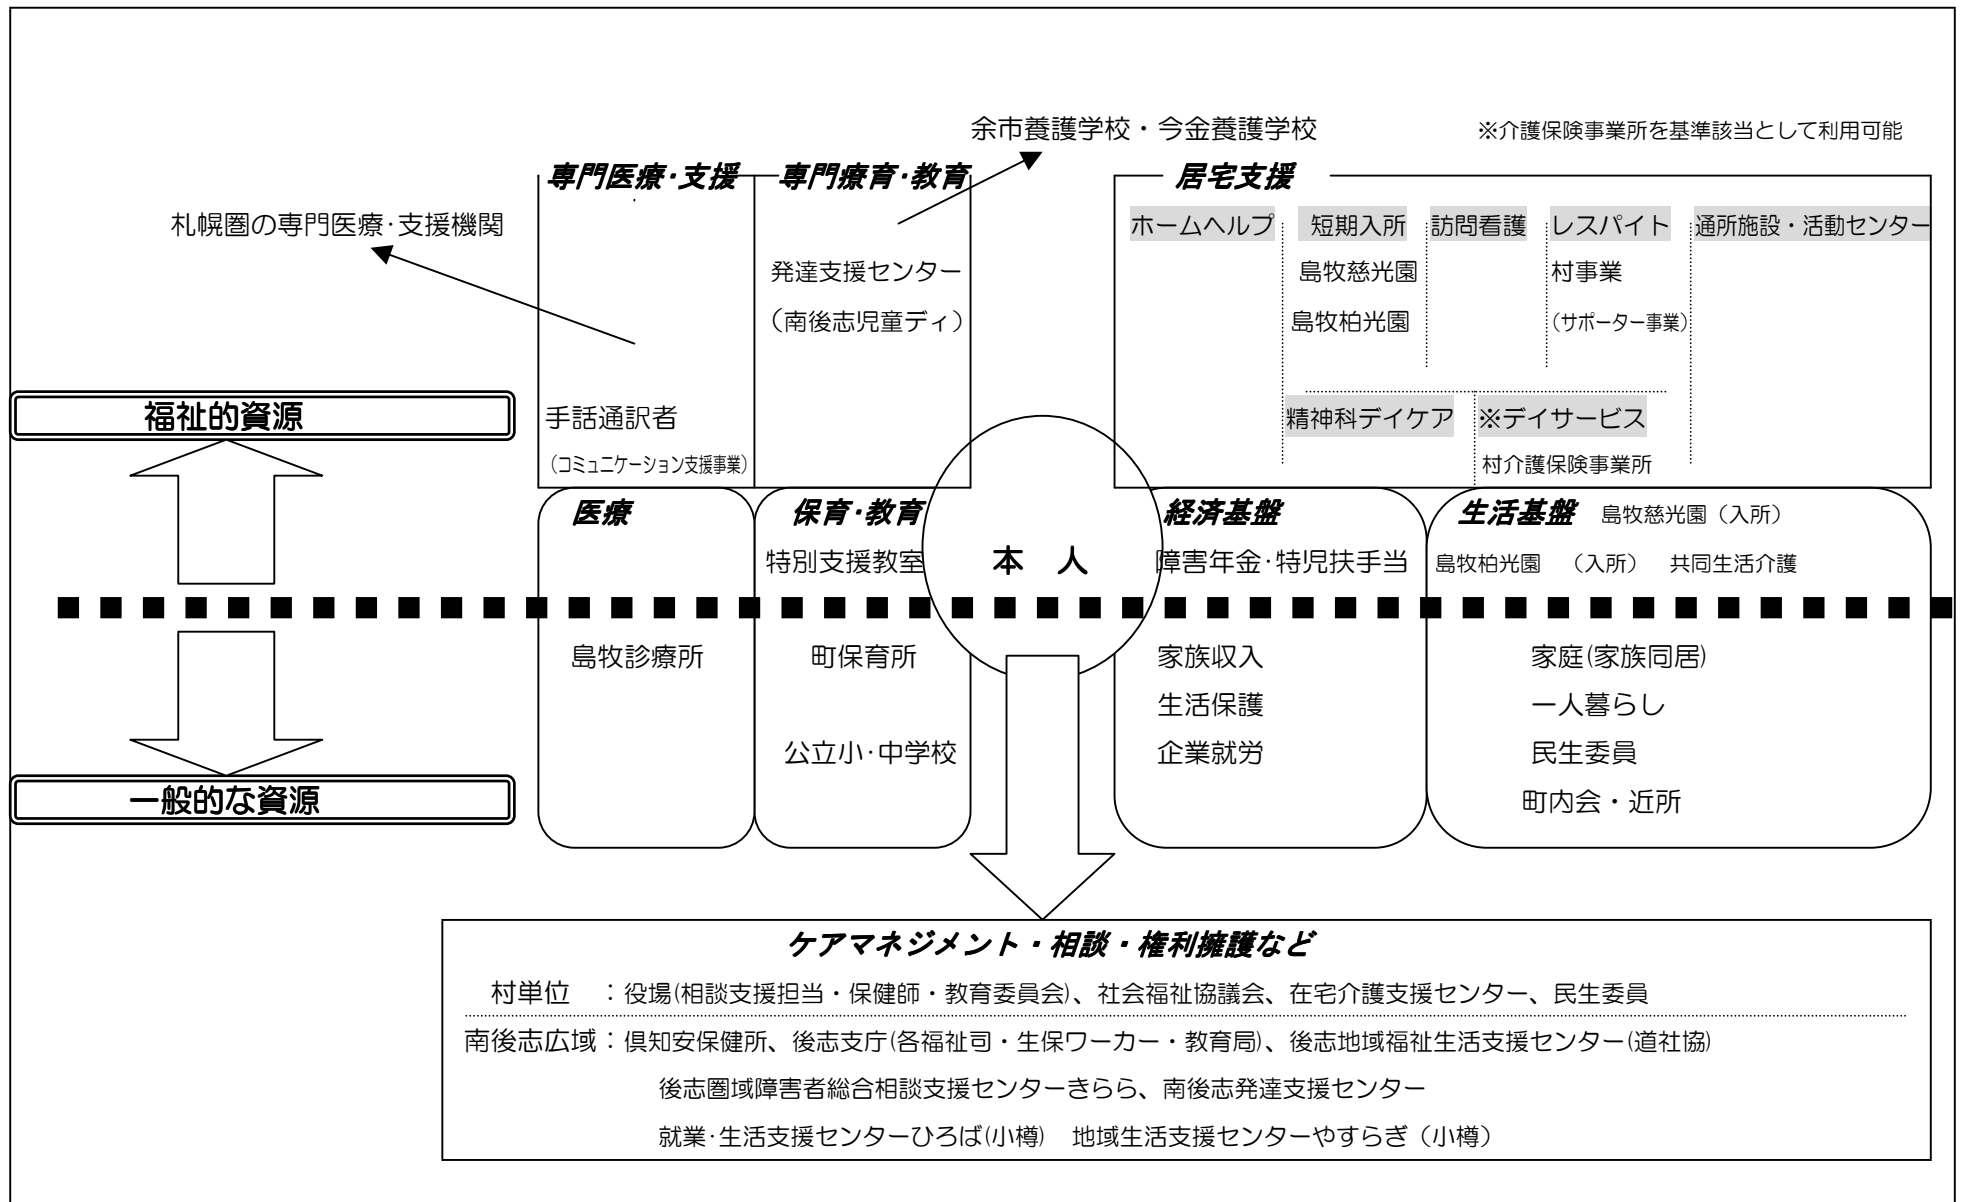 余市養護学校・今金養護学校
※介護保険事業所を基準該当として利用可能
専門医療･支援
専門療育･教育
居宅支援
札幌圏の専門医療･支援機関
ホームヘルプ
短期入所
訪問看護
レスパイト
通所施設・活動センター
発達支援センター
（南後志児童ディ）
島牧慈光園
島牧柏光園
村事業
（サポーター事業）
福祉的資源
手話通訳者
（コミュニケーション支援事業）
精神科デイケア
※デイサービス
村介護保険事業所
医療
保育･教育
経済基盤
生活基盤 島牧慈光園（入所）
特別支援教室
本　人
障害年金･特児扶手当
島牧柏光園　（入所）　共同生活介護
島牧診療所
町保育所
家族収入
家庭(家族同居)
生活保護
一人暮らし
公立小･中学校
企業就労
民生委員
一般的な資源
町内会・近所
ケアマネジメント・相談・権利擁護など
村単位　：役場(相談支援担当・保健師・教育委員会)、社会福祉協議会、在宅介護支援センター、民生委員
南後志広域：倶知安保健所、後志支庁(各福祉司・生保ワーカー・教育局)、後志地域福祉生活支援センター(道社協)
後志圏域障害者総合相談支援センターきらら、南後志発達支援センター
就業･生活支援センターひろば(小樽)　地域生活支援センターやすらぎ（小樽）